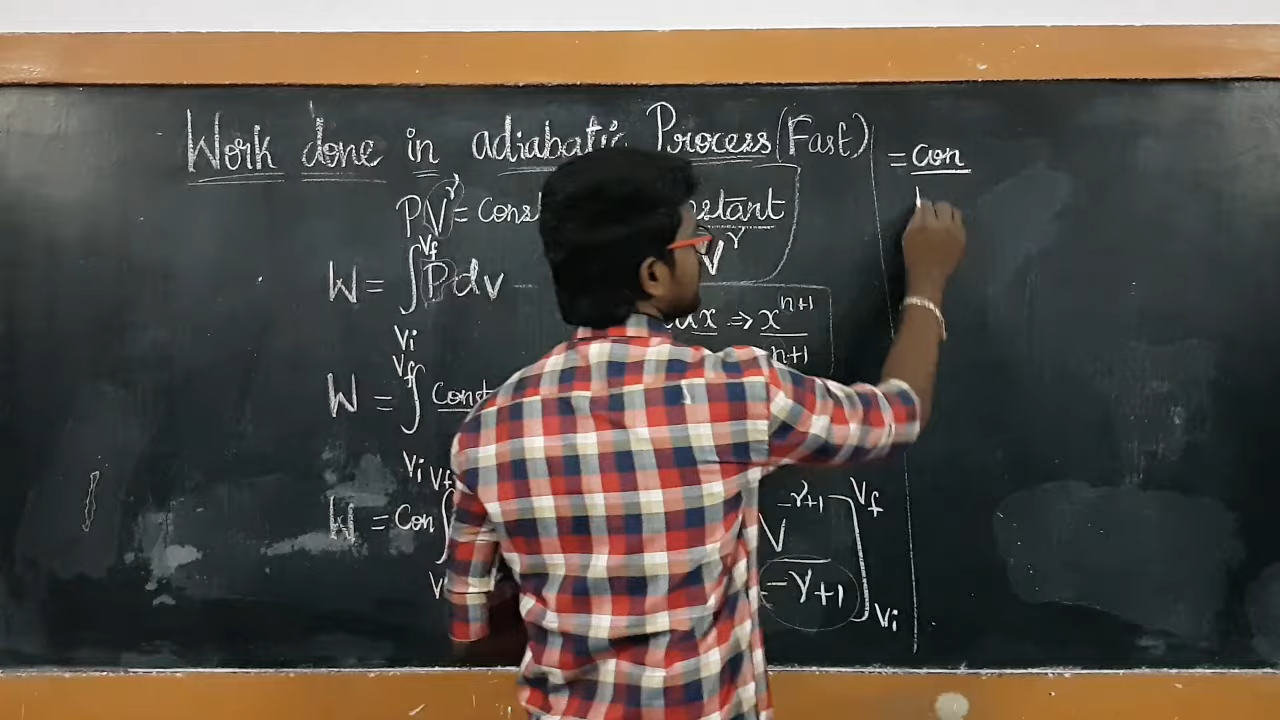 Work done in adiabatic Process (Fast)
PV^γ = Cons stant
V^γ
W = ∫ P dv
Vf
Vi
dx ⇒ x^{n+1}
n+1
W = ∫ Const
Vf
Vi
W = Con ∫
Vf
V
V^{-γ+1}
-γ+1
Vf
Vi
= Con